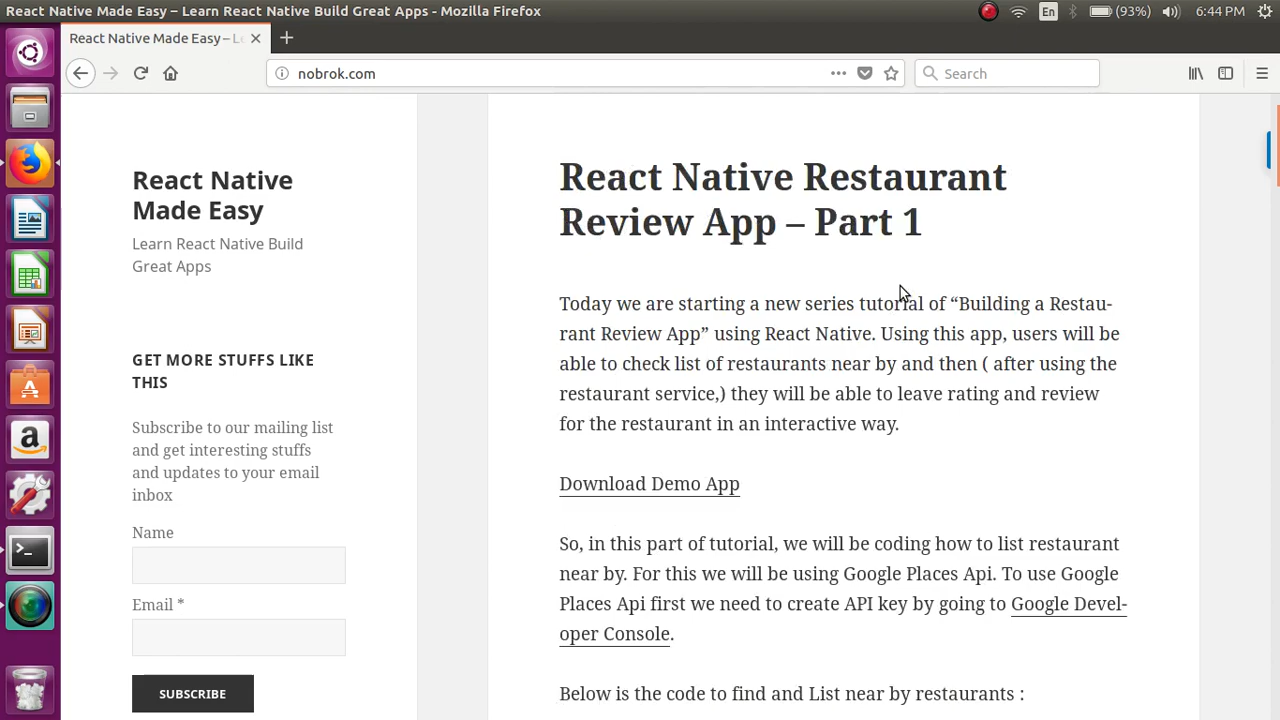 React Native Made Easy – Learn React Native Build Great Apps - Mozilla Firefox
En
(93%)
6:44 PM
React Native Made Easy – L
nobrok.com
Search
React Native
Made Easy
Learn React Native Build
Great Apps
GET MORE STUFFS LIKE
THIS
Subscribe to our mailing list
and get interesting stuffs
and updates to your email
inbox
Name
Email *
SUBSCRIBE
React Native Restaurant
Review App – Part 1
Today we are starting a new series tutorial of “Building a Restau-
rant Review App” using React Native. Using this app, users will be
able to check list of restaurants near by and then ( after using the
restaurant service,) they will be able to leave rating and review
for the restaurant in an interactive way.
Download Demo App
So, in this part of tutorial, we will be coding how to list restaurant
near by. For this we will be using Google Places Api. To use Google
Places Api first we need to create API key by going to Google Devel-
oper Console.
Below is the code to find and List near by restaurants :